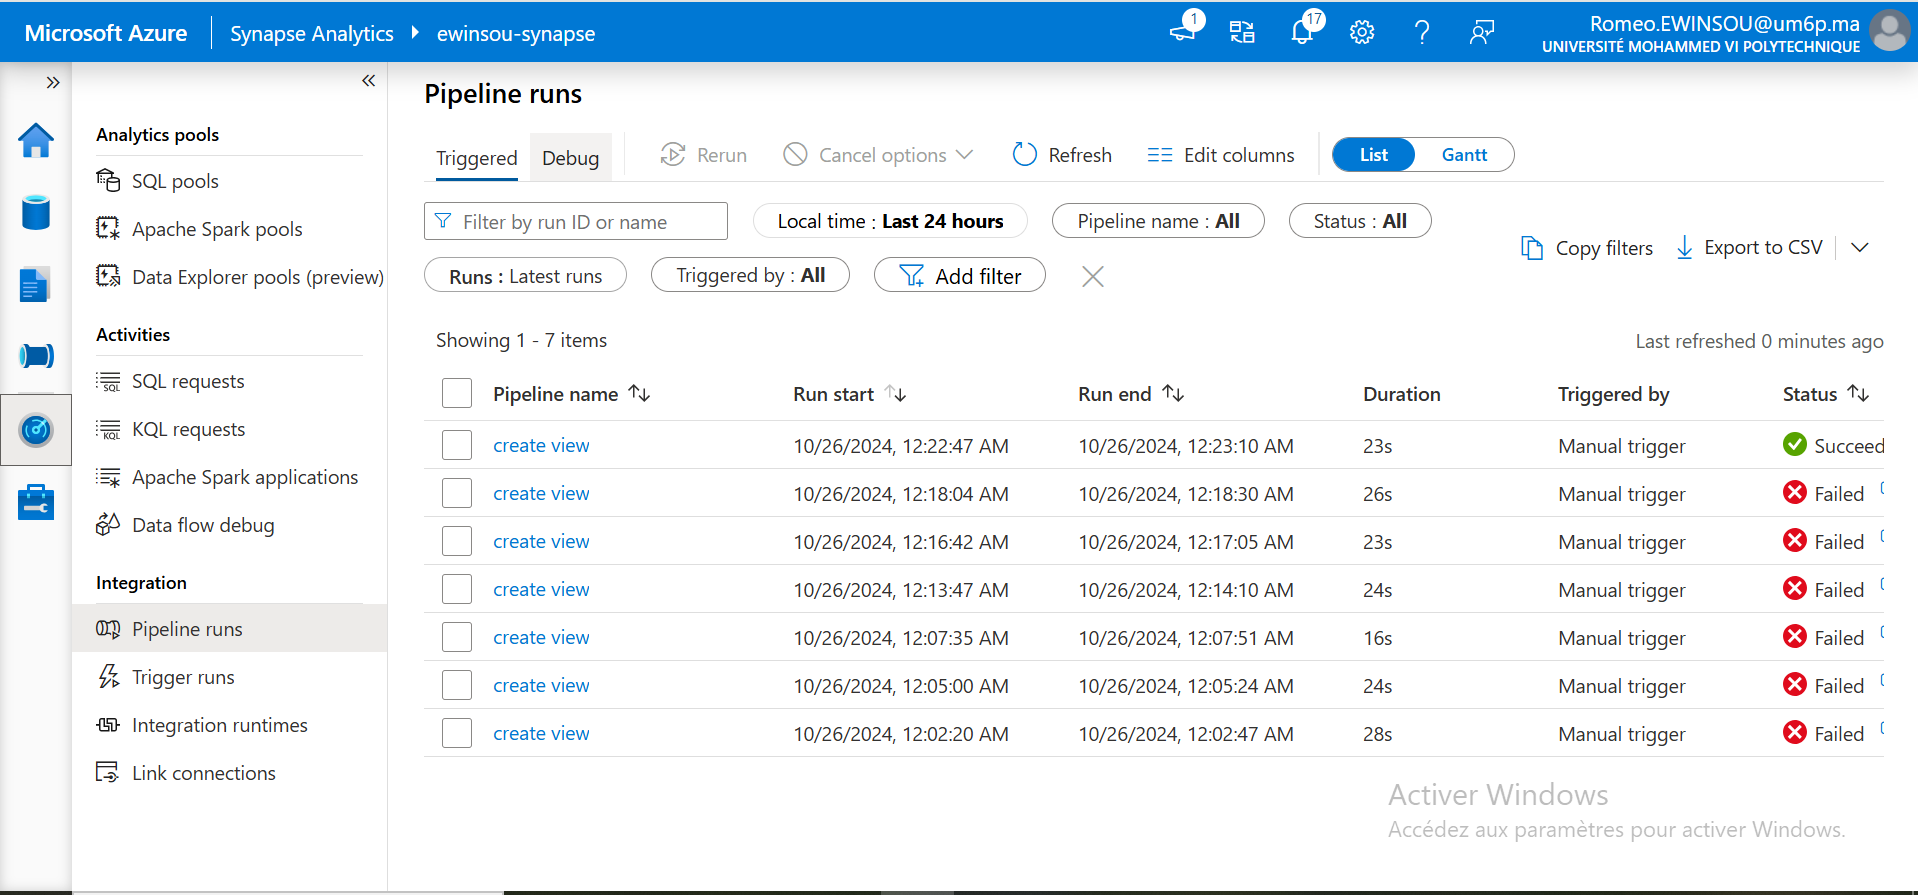 Microsoft Azure
Synapse Analytics
ewinsou-synapse
1
17
Romeo.EWINSOU@um6p.ma
UNIVERSITÉ MOHAMMED VI POLYTECHNIQUE
Analytics pools
SQL pools
Apache Spark pools
Data Explorer pools (preview)
Activities
SQL requests
KQL requests
Apache Spark applications
Data flow debug
Integration
Pipeline runs
Trigger runs
Integration runtimes
Link connections
Pipeline runs
Triggered
Debug
Rerun
Cancel options
Refresh
Edit columns
List
Gantt
Filter by run ID or name
Local time : Last 24 hours
Pipeline name : All
Status : All
Runs : Latest runs
Triggered by : All
Add filter
Copy filters
Export to CSV
Showing 1 - 7 items
Last refreshed 0 minutes ago
Pipeline name Run start Run end Duration Triggered by Status
create view 10/26/2024, 12:22:47 AM 10/26/2024, 12:23:10 AM 23s Manual trigger Succeed
create view 10/26/2024, 12:18:04 AM 10/26/2024, 12:18:30 AM 26s Manual trigger Failed
create view 10/26/2024, 12:16:42 AM 10/26/2024, 12:17:05 AM 23s Manual trigger Failed
create view 10/26/2024, 12:13:47 AM 10/26/2024, 12:14:10 AM 24s Manual trigger Failed
create view 10/26/2024, 12:07:35 AM 10/26/2024, 12:07:51 AM 16s Manual trigger Failed
create view 10/26/2024, 12:05:00 AM 10/26/2024, 12:05:24 AM 24s Manual trigger Failed
create view 10/26/2024, 12:02:20 AM 10/26/2024, 12:02:47 AM 28s Manual trigger Failed
Activer Windows
Accédez aux paramètres pour activer Windows.